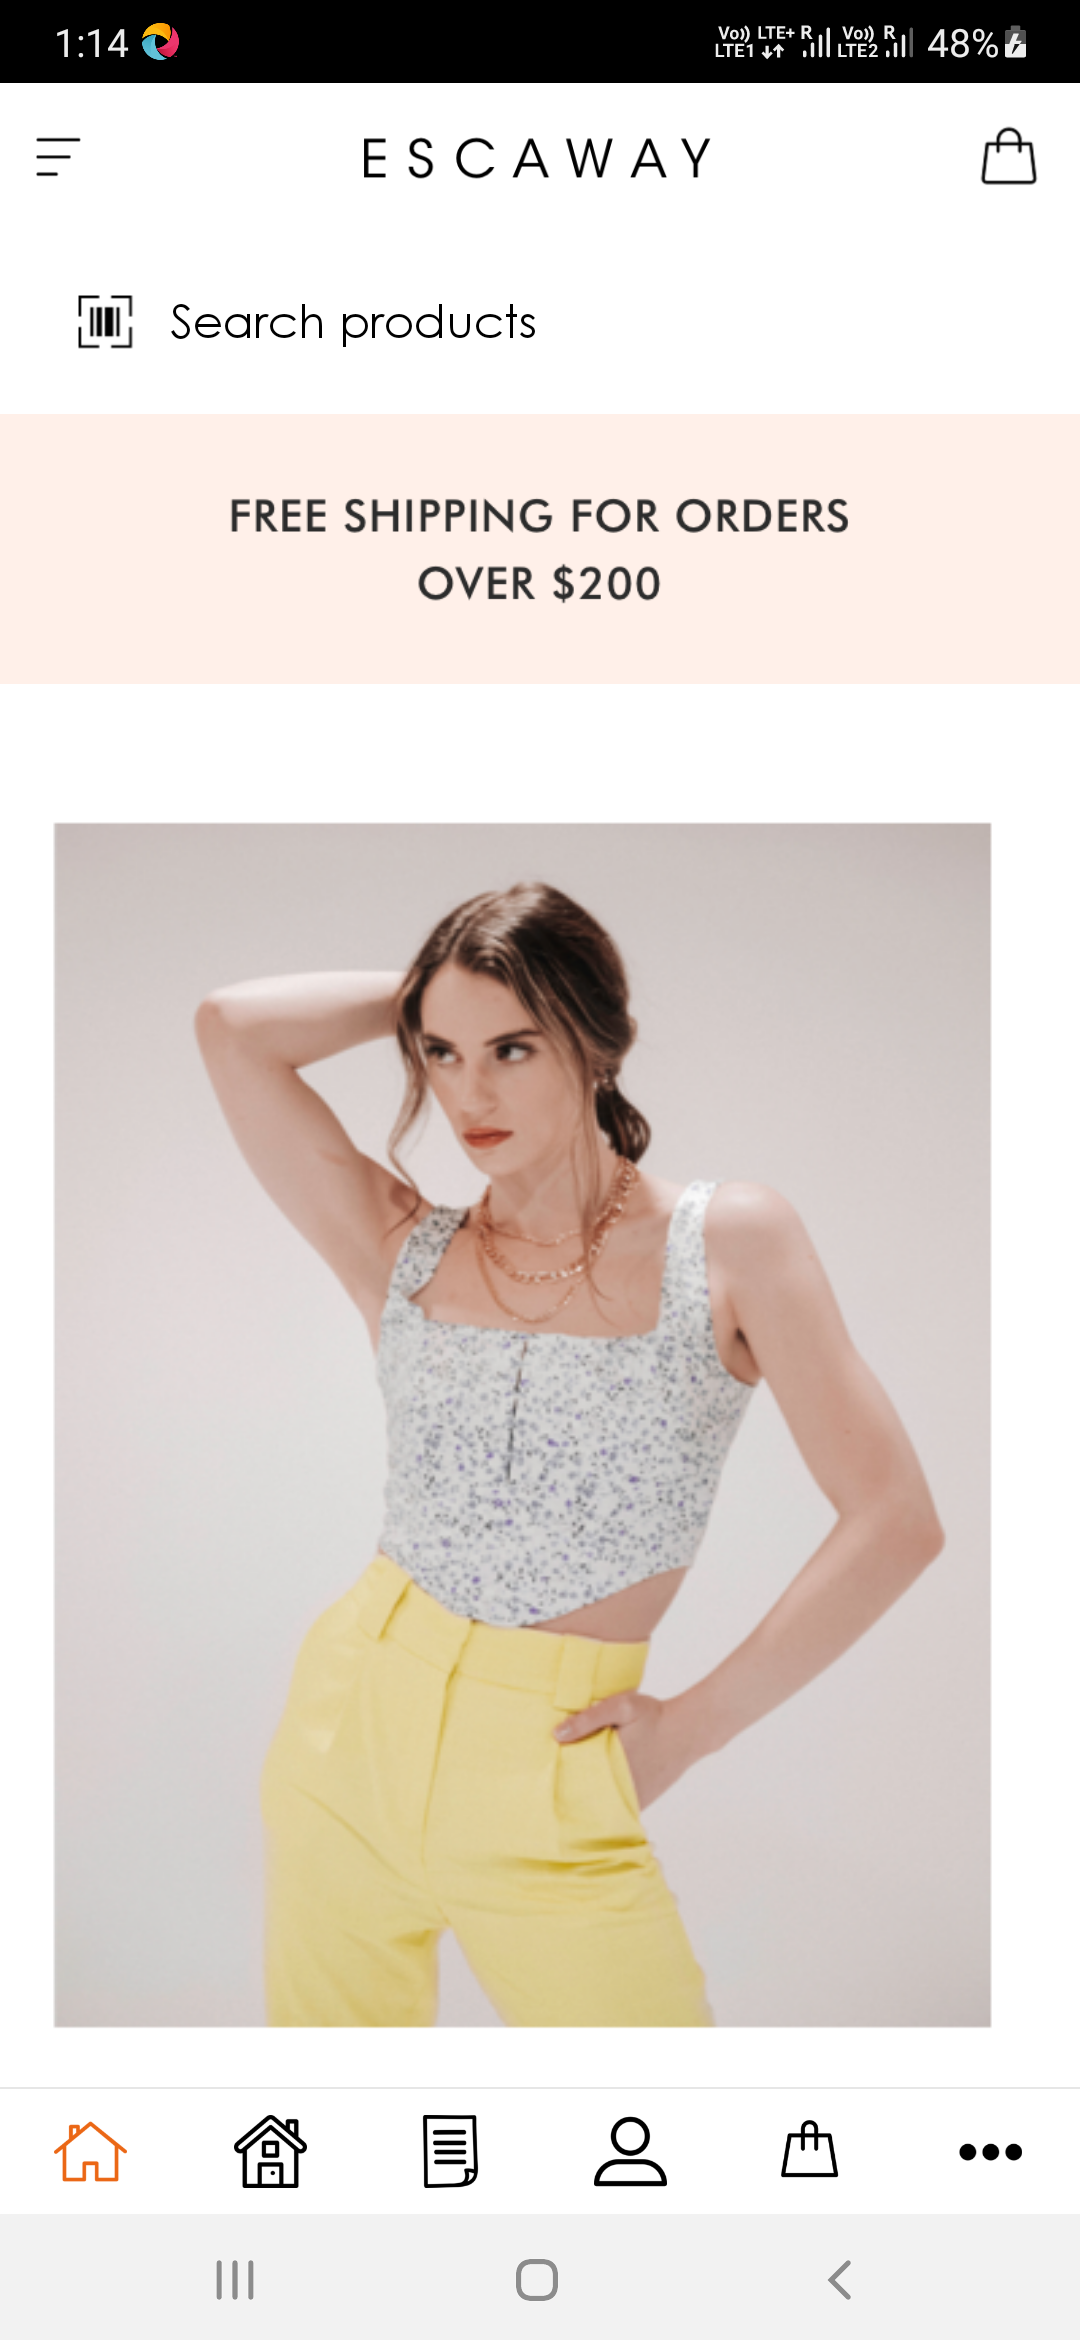 1:14 Vo)) LTE+ R Vo)) R 48%
LTE1 LTE2
ESCAWAY
Search products
FREE SHIPPING FOR ORDERS
OVER $200